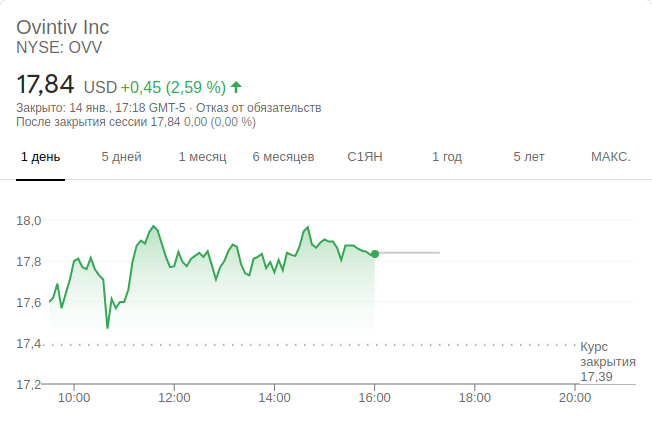 Ovintiv Inc
NYSE: OVV
17,84 USD +0,45 (2,59 %)
Закрыто: 14 янв., 17:18 GMT-5 · Отказ от обязательств
После закрытия сессии 17,84 0,00 (0,00 %)
1 день 5 дней 1 месяц 6 месяцев С1ЯН 1 год 5 лет МАКС.
18,0
17,8
17,6
17,4
Курс
закрытия
17,39
17,2
10:00 12:00 14:00 16:00 18:00 20:00